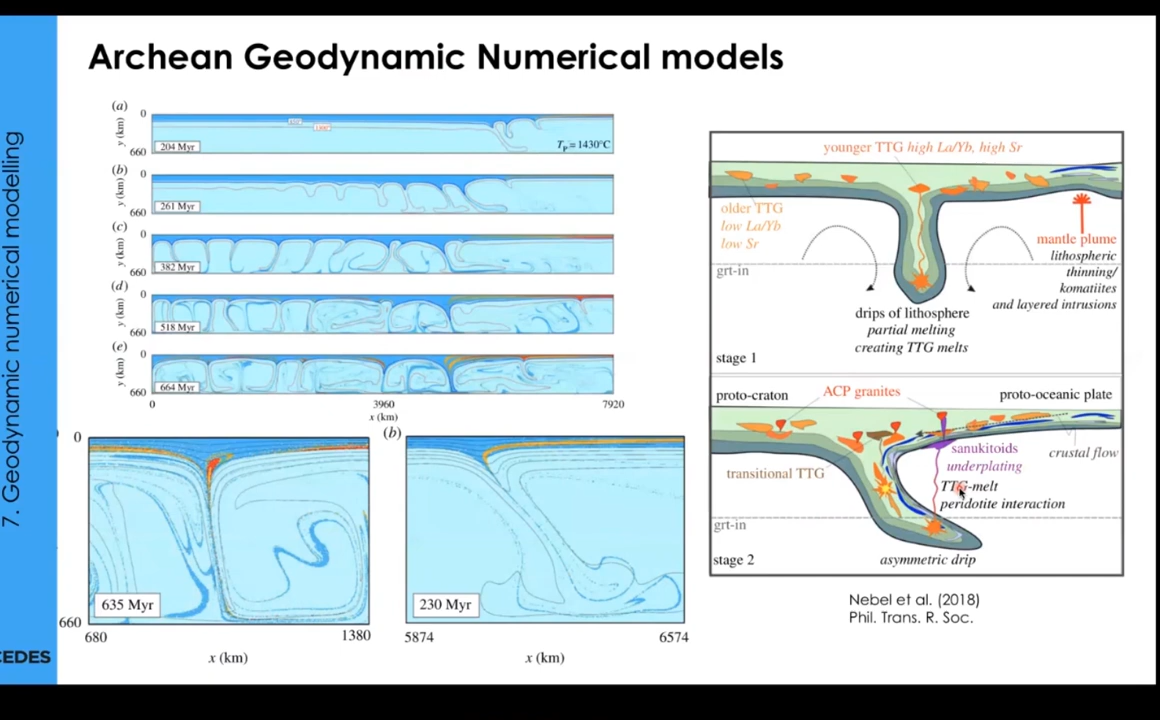 Archean Geodynamic Numerical models
7. Geodynamic numerical modelling
CEDES
(a)
0
y (km)
660
204 Myr
1300°C
Tp = 1430°C
(b)
0
y (km)
660
261 Myr
(c)
0
y (km)
660
382 Myr
(d)
0
y (km)
660
518 Myr
(e)
0
y (km)
660
664 Myr
0
3960
7920
x (km)
0
660
635 Myr
680
1380
x (km)
(b)
230 Myr
5874
6574
x (km)
younger TTG high La/Yb, high Sr
older TTG
low La/Yb
low Sr
grt-in
mantle plume
lithospheric
thinning/
komatiites
and layered intrusions
drips of lithosphere
partial melting
creating TTG melts
stage 1
proto-craton
ACP granites
proto-oceanic plate
sanukitoids
underplating
crustal flow
transitional TTG
TTG-melt
peridotite interaction
grt-in
stage 2
asymmetric drip
Nebel et al. (2018)
Phil. Trans. R. Soc.